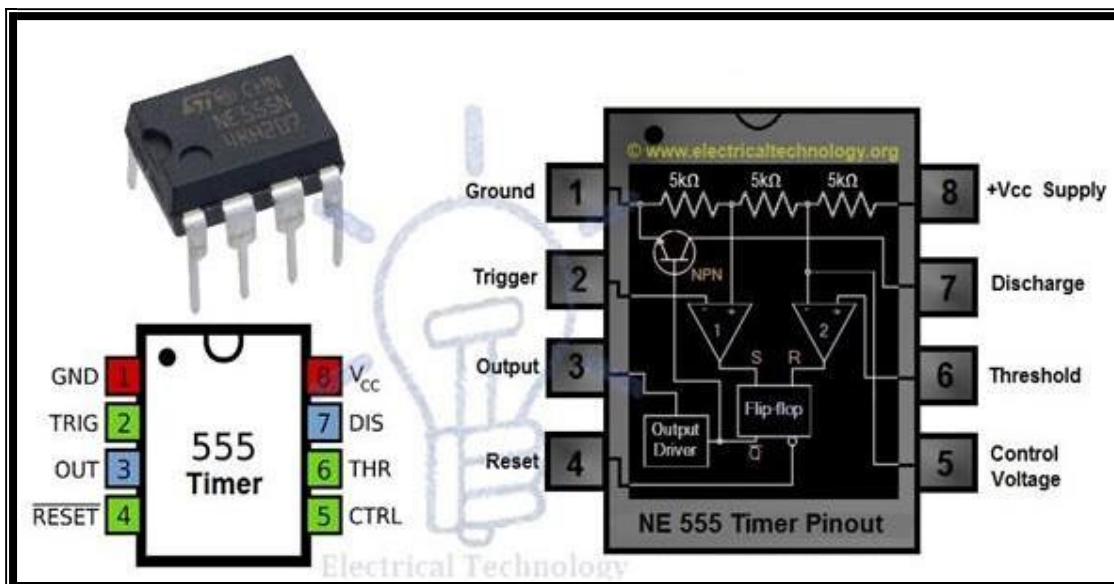 CHN
NE555N
4HA207
GND 1
TRIG 2
OUT 3
RESET 4
8 Vcc
7 DIS
6 THR
5 CTRL
555
Timer
Electrical Technology
© www.electricaltechnology.org
Ground 1
Trigger 2
Output 3
Reset 4
8 +Vcc Supply
7 Discharge
6 Threshold
5 Control
Voltage
5kΩ 5kΩ 5kΩ
NPN
- + - +
1 2
S R
Flip-flop
Output
Driver
Q
NE 555 Timer Pinout